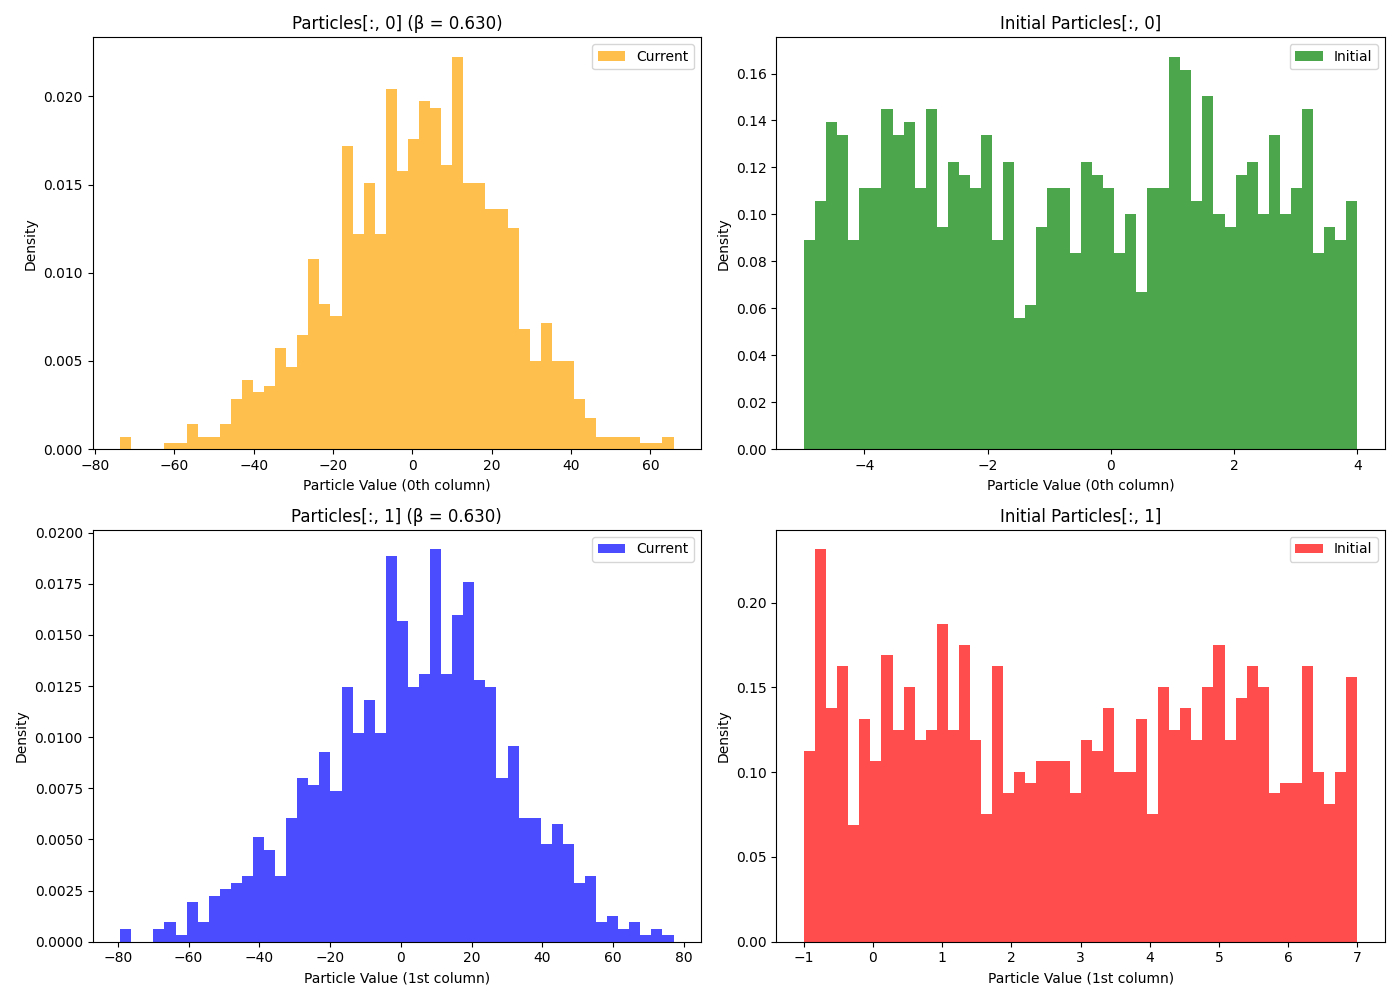 Particles[:, 0] (β = 0.630)
Current
0.020
0.015
0.010
0.005
0.000
Density
−80 −60 −40 −20 0 20 40 60
Particle Value (0th column)
Initial Particles[:, 0]
Initial
0.16
0.14
0.12
0.10
0.08
0.06
0.04
0.02
0.00
Density
−4 −2 0 2 4
Particle Value (0th column)
Particles[:, 1] (β = 0.630)
Current
0.0200
0.0175
0.0150
0.0125
0.0100
0.0075
0.0050
0.0025
0.0000
Density
−80 −60 −40 −20 0 20 40 60 80
Particle Value (1st column)
Initial Particles[:, 1]
Initial
0.20
0.15
0.10
0.05
0.00
Density
−1 0 1 2 3 4 5 6 7
Particle Value (1st column)